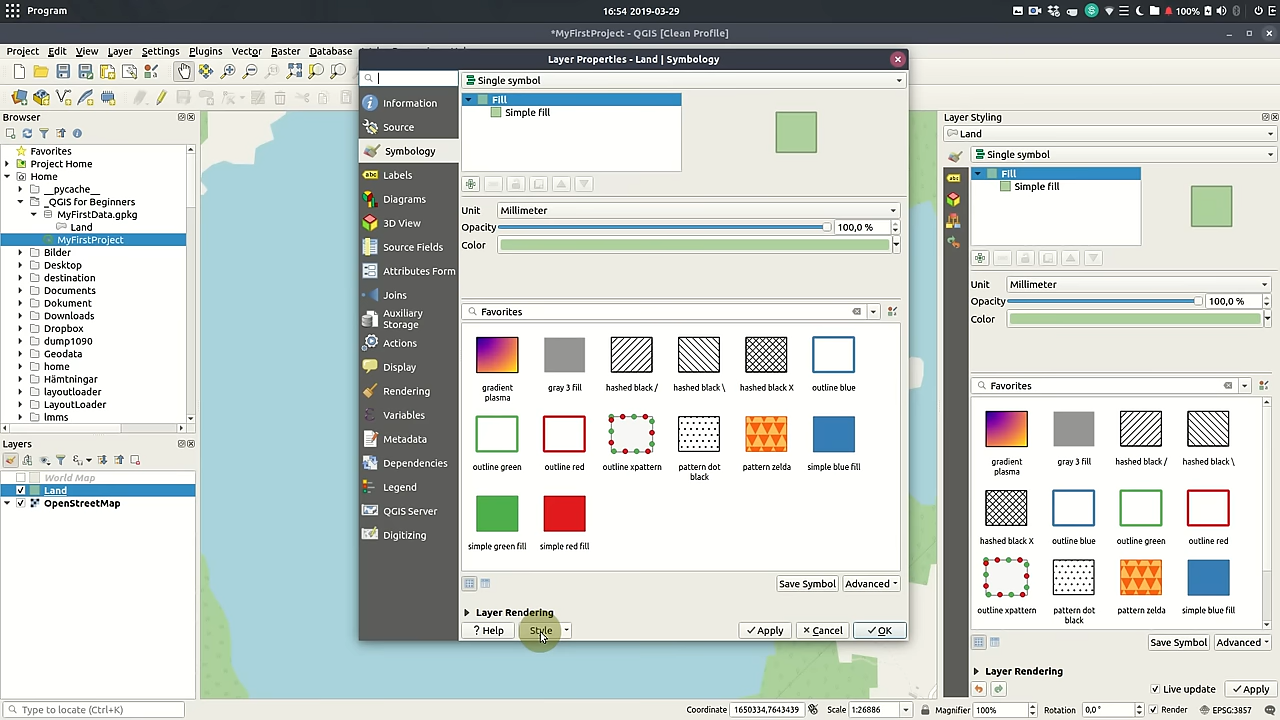 Program
16:54 2019-03-29
100%
*MyFirstProject - QGIS [Clean Profile]
Project Edit View Layer Settings Plugins Vector Raster Database
Browser
Favorites
Project Home
Home
__pycache__
_QGIS for Beginners
MyFirstData.gpkg
Land
MyFirstProject
Bilder
Desktop
destination
Documents
Dokument
Downloads
Dropbox
dump1090
Geodata
home
Hämtningar
layoutloader
LayoutLoader
lmms
Layers
World Map
Land
OpenStreetMap
Type to locate (Ctrl+K)
Layer Properties - Land | Symbology
Information
Source
Symbology
Labels
Diagrams
3D View
Source Fields
Attributes Form
Joins
Auxiliary
Storage
Actions
Display
Rendering
Variables
Metadata
Dependencies
Legend
QGIS Server
Digitizing
Single symbol
Fill
Simple fill
Unit Millimeter
Opacity 100,0 %
Color
Favorites
gradient plasma
gray 3 fill
hashed black /
hashed black \
hashed black X
outline blue
outline green
outline red
outline xpattern
pattern dot black
pattern zelda
simple blue fill
simple green fill
simple red fill
Save Symbol Advanced
Layer Rendering
Help Style Apply Cancel OK
Layer Styling
Land
Single symbol
Fill
Simple fill
Unit Millimeter
Opacity 100,0 %
Color
Favorites
gradient plasma
gray 3 fill
hashed black /
hashed black \
hashed black X
outline blue
outline green
outline red
outline xpattern
pattern dot black
pattern zelda
simple blue fill
Save Symbol Advanced
Layer Rendering
Live update Apply
Coordinate 1650334,7643439 Scale 1:26886 Magnifier 100% Rotation 0,0 ° Render EPSG:3857